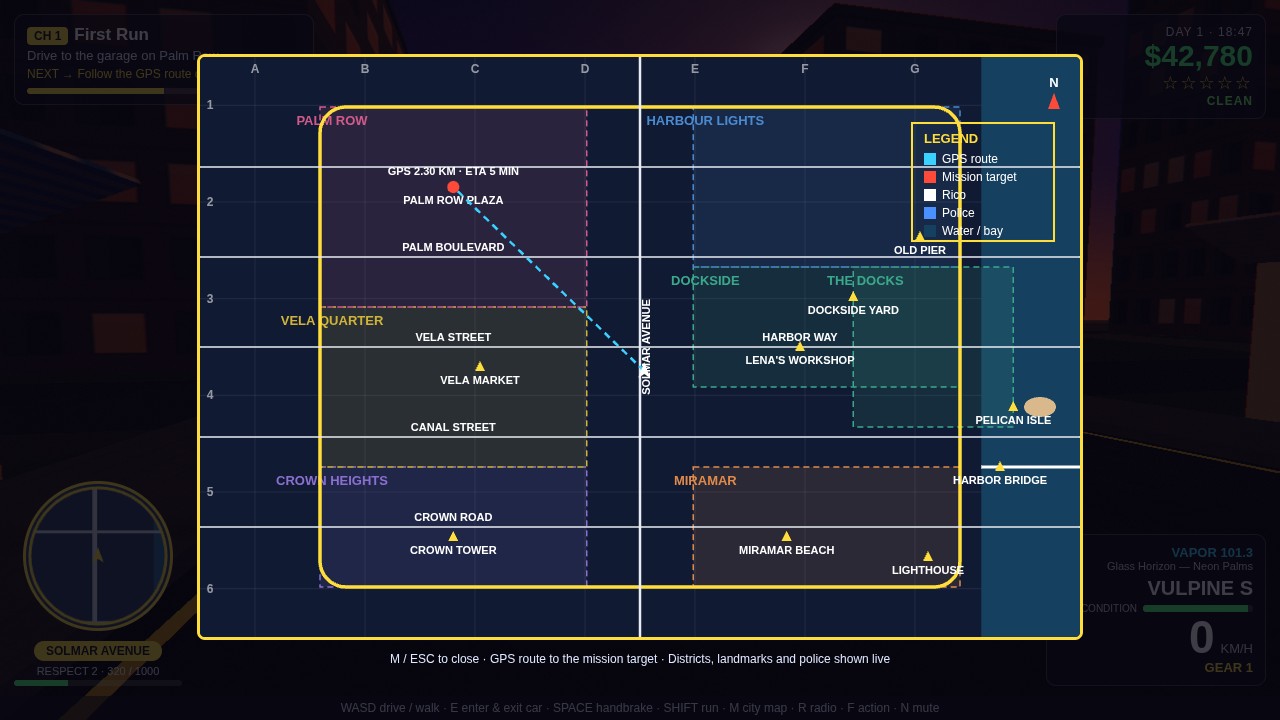 CH 1 First Run
Drive to the garage on Palm R
NEXT → Follow the GPS route
DAY 1 · 18:47
$42,780
☆☆☆☆☆
CLEAN
A B C D E F G
N
1
2
3
4
5
6
PALM ROW
HARBOUR LIGHTS
LEGEND
GPS route
Mission target
Rico
Police
Water / bay
GPS 2.30 KM · ETA 5 MIN
PALM ROW PLAZA
PALM BOULEVARD
OLD PIER
DOCKSIDE
THE DOCKS
DOCKSIDE YARD
VELA QUARTER
VELA STREET
HARBOR WAY
SOLMAR AVENUE
LENA'S WORKSHOP
VELA MARKET
PELICAN ISLE
CANAL STREET
CROWN HEIGHTS
MIRAMAR
HARBOR BRIDGE
CROWN ROAD
CROWN TOWER
MIRAMAR BEACH
LIGHTHOUSE
SOLMAR AVENUE
RESPECT 2 · 320 / 1000
VAPOR 101.3
Glass Horizon — Neon Palms
VULPINE S
CONDITION
0 KM/H
GEAR 1
M / ESC to close · GPS route to the mission target · Districts, landmarks and police shown live
WASD drive / walk · E enter & exit car · SPACE handbrake · SHIFT run · M city map · R radio · F action · N mute